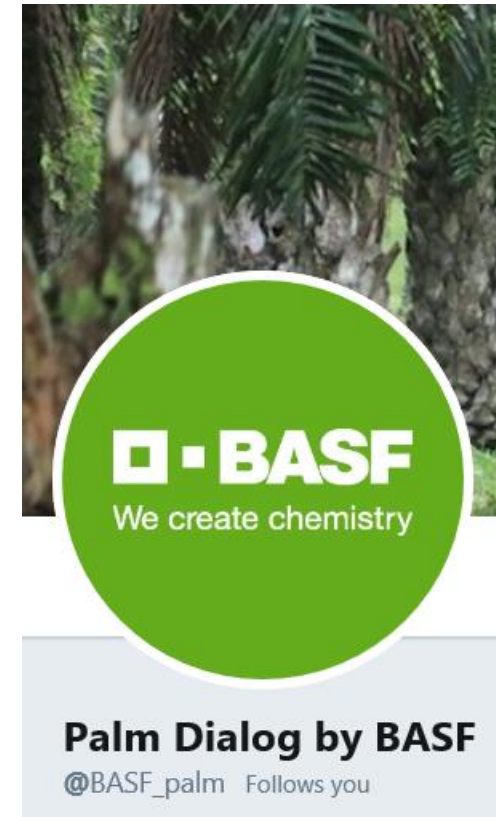 BASF
We create chemistry
Palm Dialog by BASF
@BASF_palm Follows you